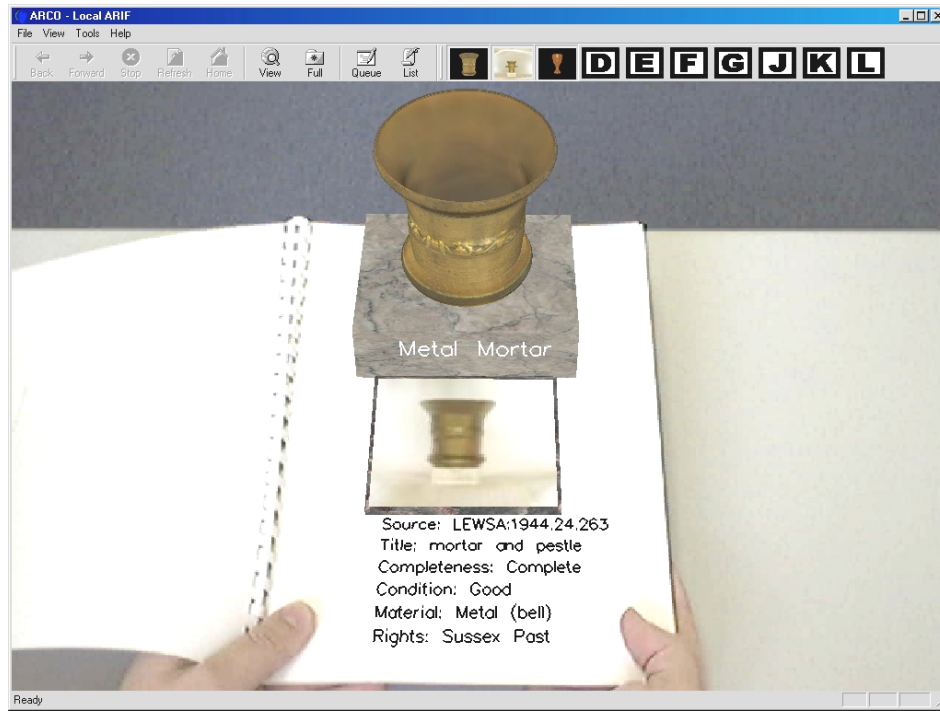 ARCO - Local ARIF
File View Tools Help
Back Forward Stop Refresh Home View Full Queue List D E F G J K L
Metal Mortar
Source: LEWSA:1944.24.263
Title: mortar and pestle
Completeness: Complete
Condition: Good
Material: Metal (bell)
Rights: Sussex Past
Ready